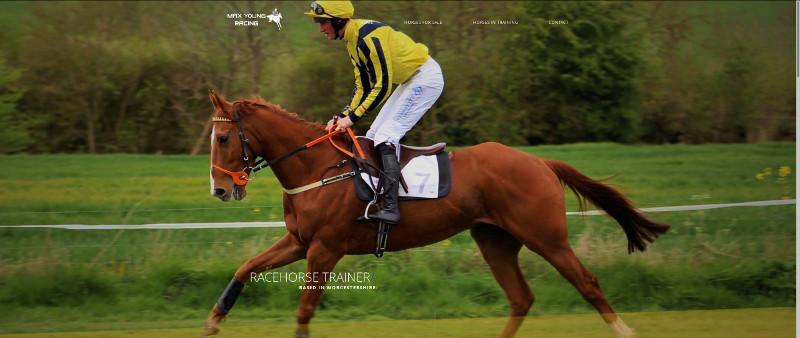 MAX YOUNG
RACING
HORSES FOR SALE
HORSES IN TRAINING
CONTACT
7
RACEHORSE TRAINER
BASED IN WORCESTERSHIRE